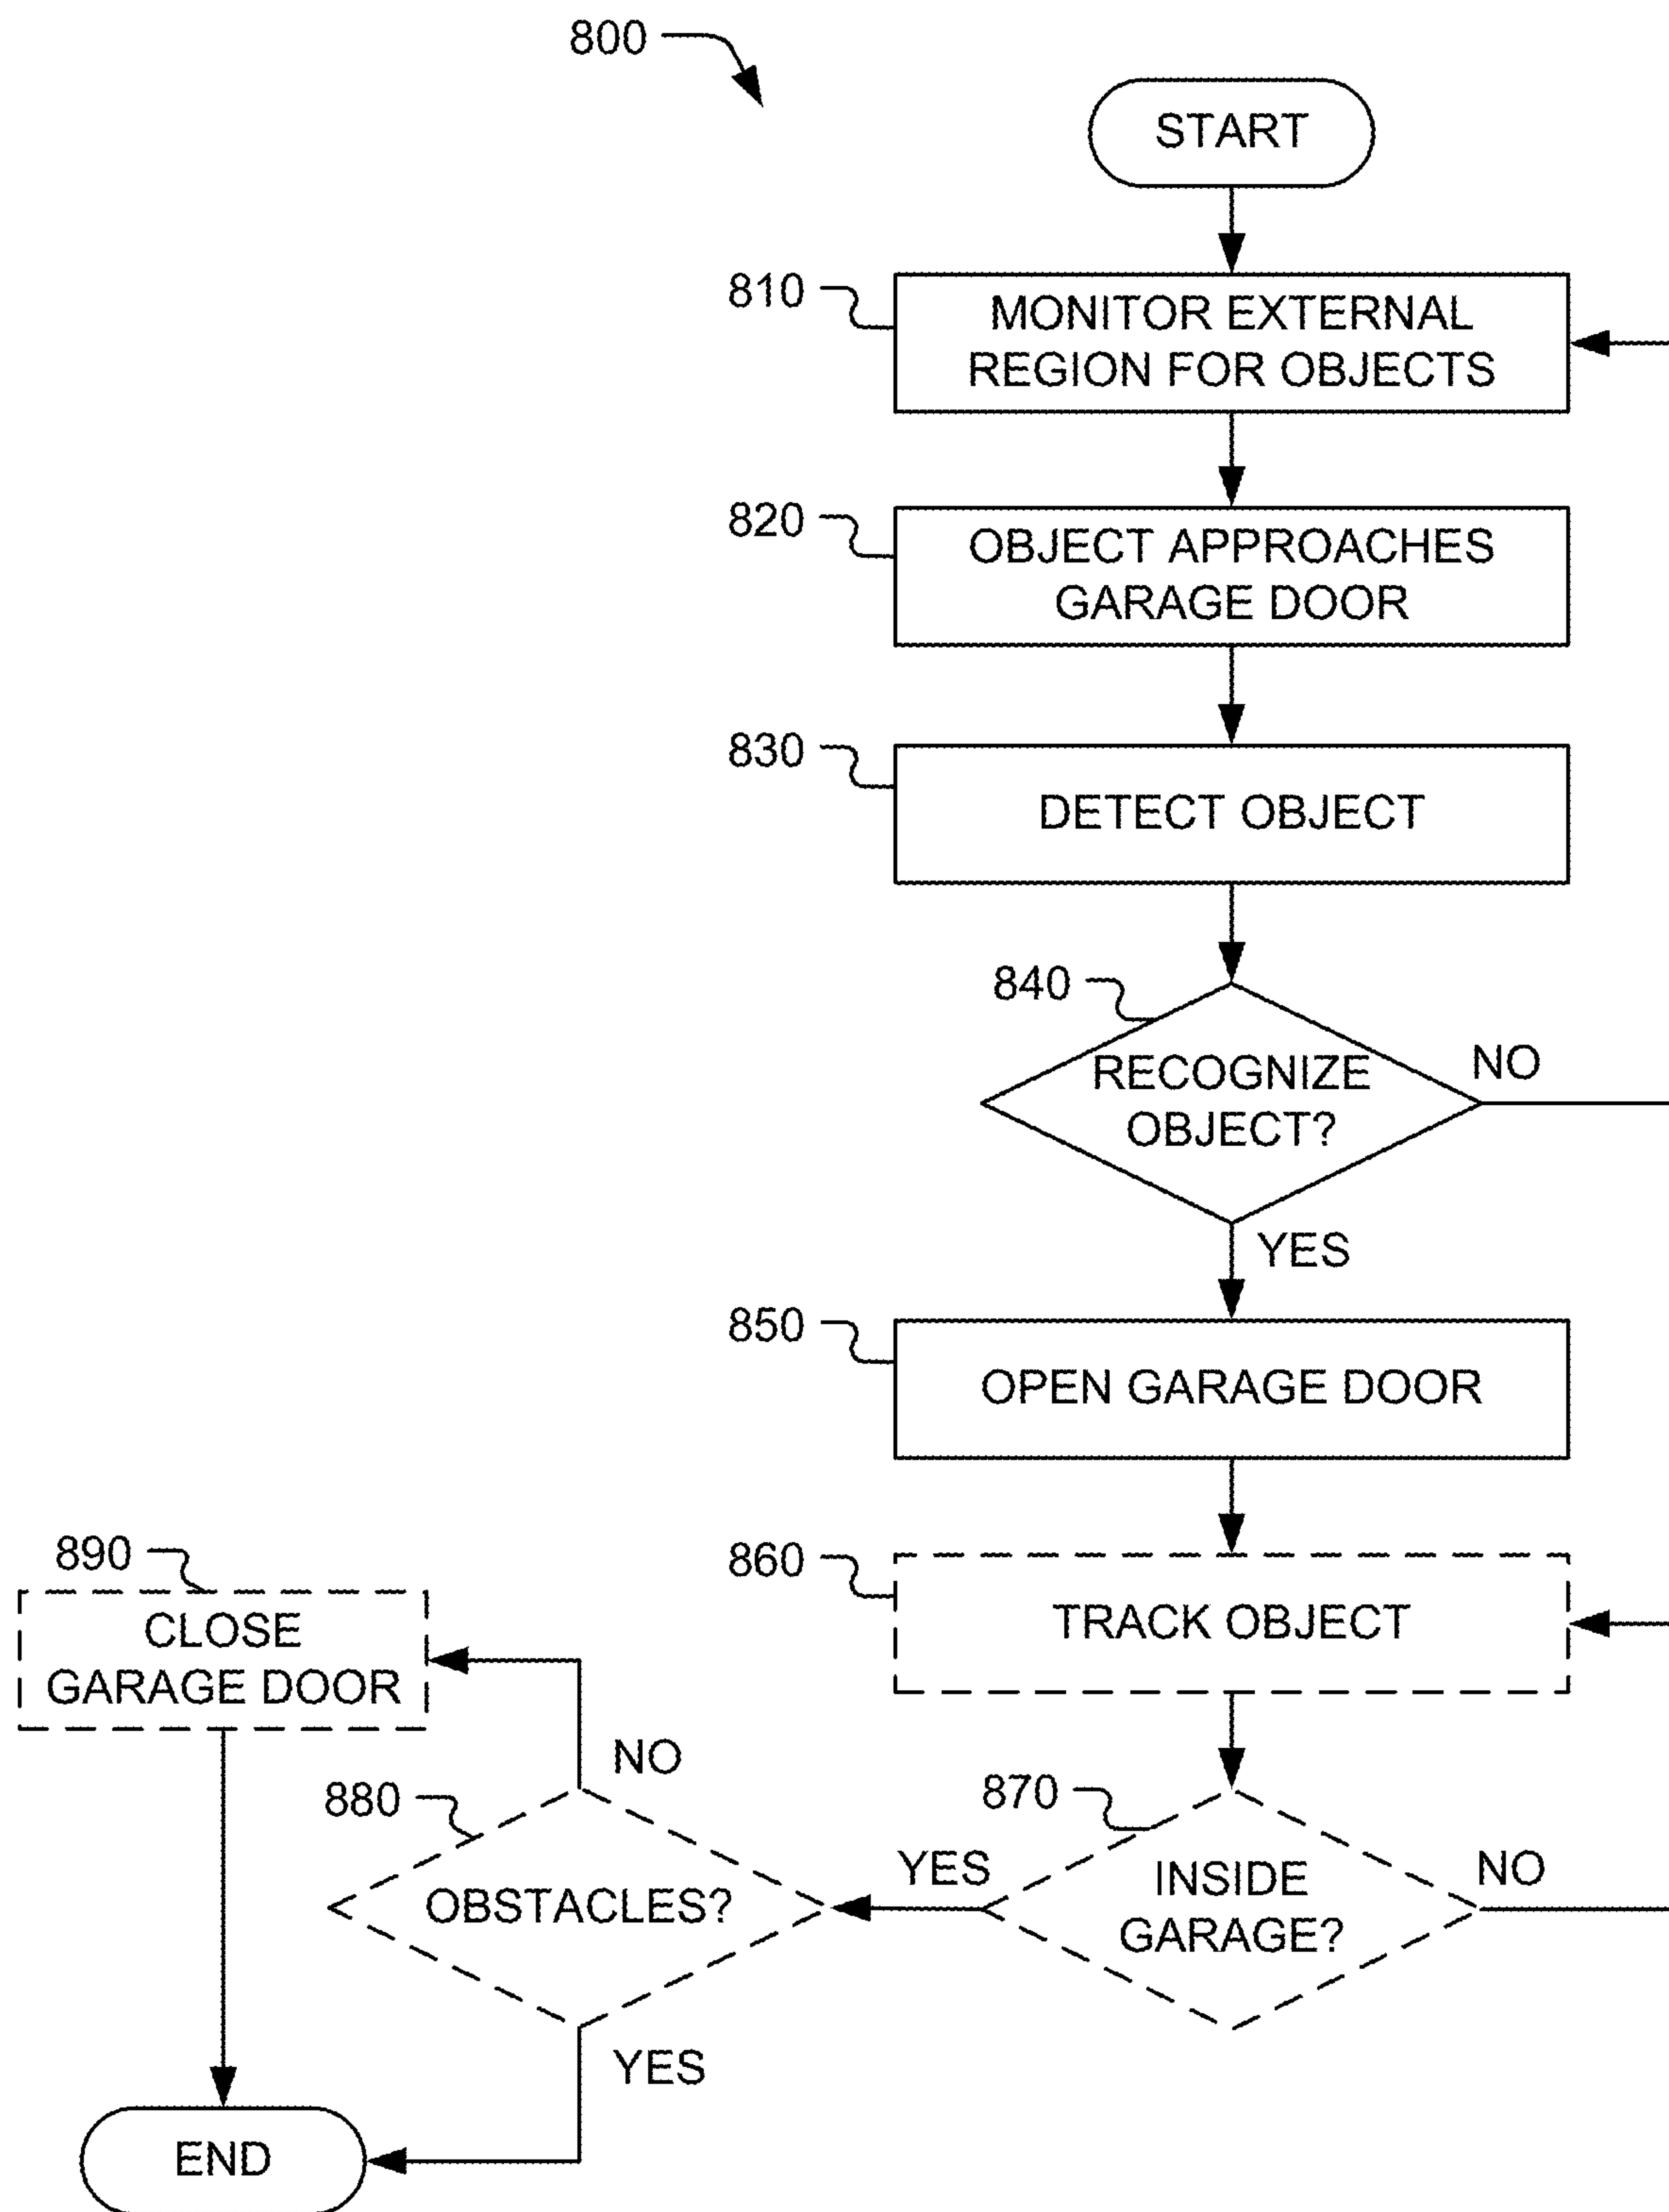 800
START
810
MONITOR EXTERNAL
REGION FOR OBJECTS
820
OBJECT APPROACHES
GARAGE DOOR
830
DETECT OBJECT
840
RECOGNIZE
OBJECT?
NO
YES
850
OPEN GARAGE DOOR
860
TRACK OBJECT
870
INSIDE
GARAGE?
NO
YES
880
OBSTACLES?
NO
YES
890
CLOSE
GARAGE DOOR
END